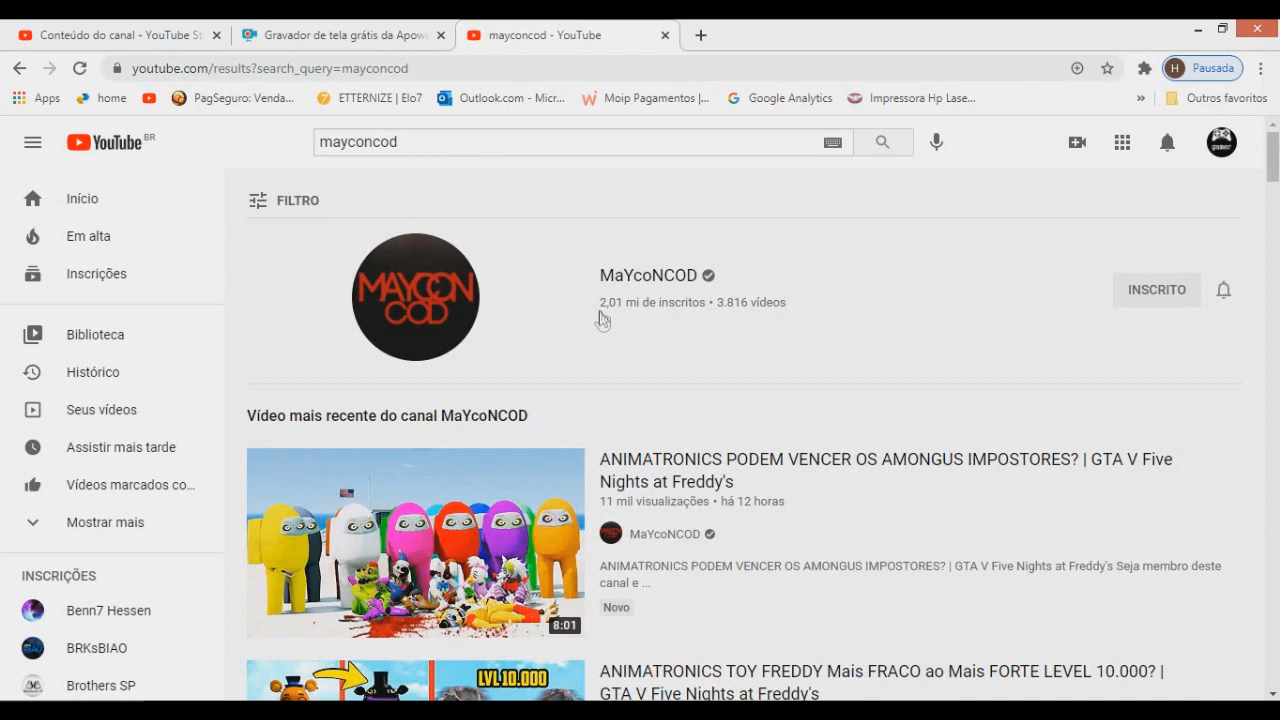 Conteúdo do canal - YouTube St
Gravador de tela grátis da Apowe
mayconcod - YouTube
youtube.com/results?search_query=mayconcod
H Pausada
Apps
home
PagSeguro: Venda...
ETTERNIZE | Elo7
Outlook.com - Micr...
Moip Pagamentos |...
Google Analytics
Impressora Hp Lase...
»
Outros favoritos
YouTube BR
mayconcod
gamer
Início
Em alta
Inscrições
Biblioteca
Histórico
Seus vídeos
Assistir mais tarde
Vídeos marcados co...
Mostrar mais
INSCRIÇÕES
Benn7 Hessen
BRKsBIAO
Brothers SP
FILTRO
MAYCON
COD
MaYcoNCOD
2,01 mi de inscritos • 3.816 vídeos
INSCRITO
Vídeo mais recente do canal MaYcoNCOD
8:01
ANIMATRONICS PODEM VENCER OS AMONGUS IMPOSTORES? | GTA V Five
Nights at Freddy's
11 mil visualizações • há 12 horas
MaYcoNCOD
ANIMATRONICS PODEM VENCER OS AMONGUS IMPOSTORES? | GTA V Five Nights at Freddy's Seja membro deste
canal e ...
Novo
LVL 10.000
ANIMATRONICS TOY FREDDY Mais FRACO ao Mais FORTE LEVEL 10.000? |
GTA V Five Nights at Freddy's